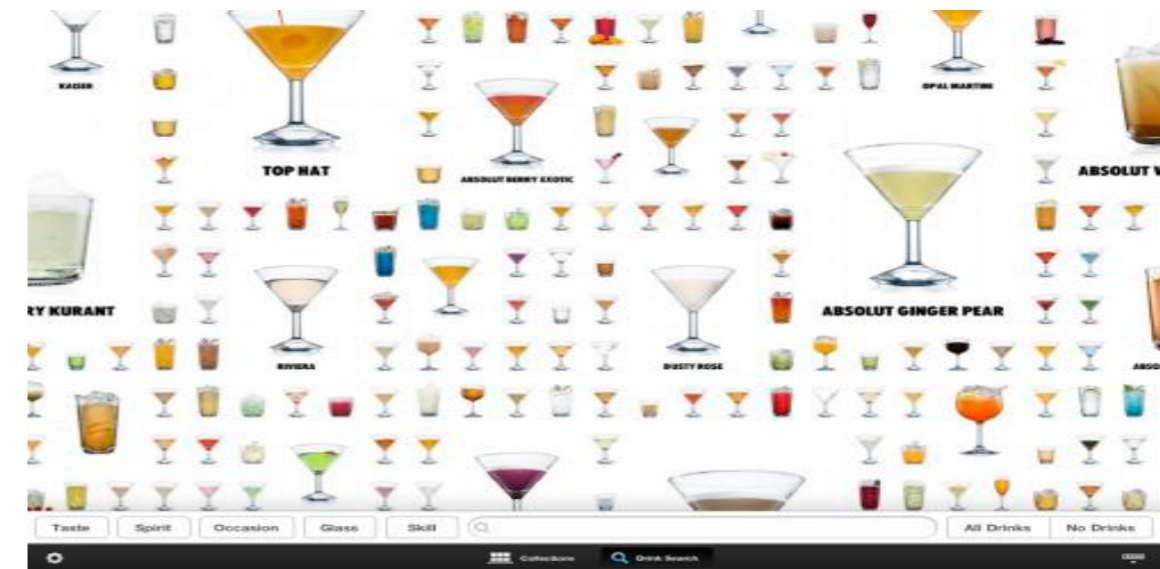 KAISER
OPAL MARTINI
TOP HAT
ABSOLUT BERRY EXOTIC
ABSOLUT V
RY KURANT
ABSOLUT GINGER PEAR
RIVIERA
DUSTY ROSE
ABSO
Taste Spirit Occasion Glass Skill All Drinks No Drinks
Collections Drink Search